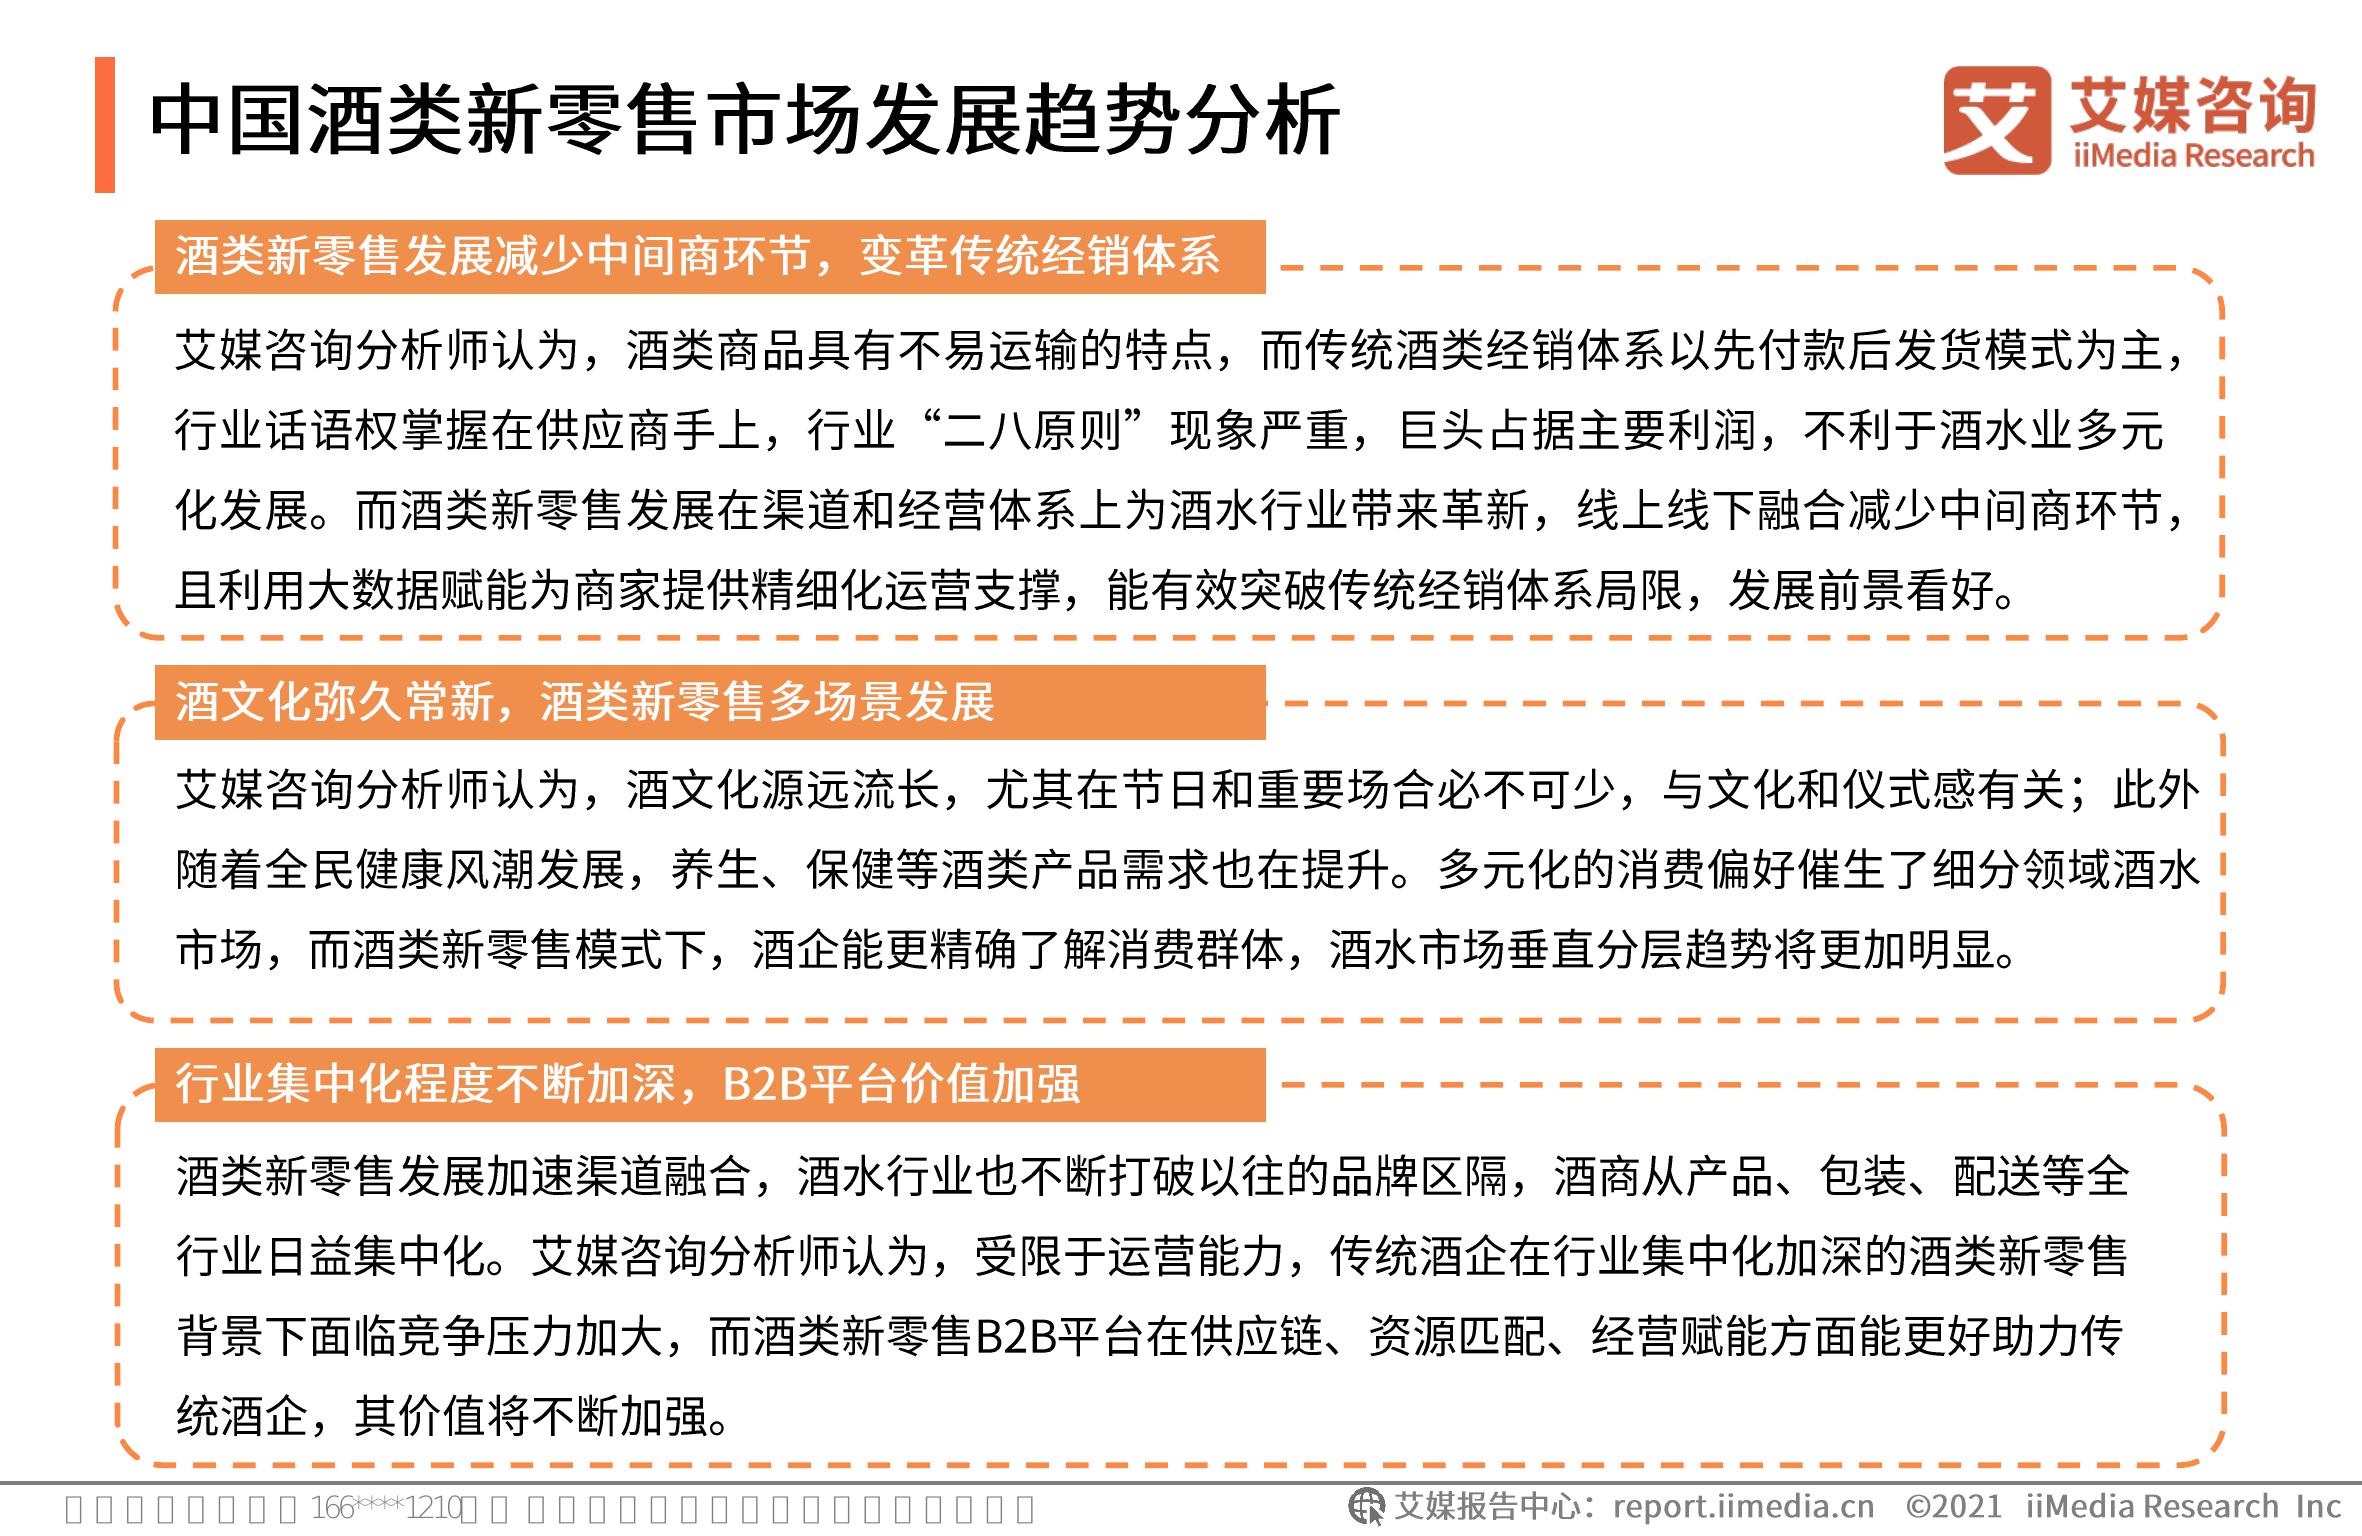 中国酒类新零售市场发展趋势分析
艾
艾媒咨询
iiMedia Research
酒类新零售发展减少中间商环节，变革传统经销体系
艾媒咨询分析师认为，酒类商品具有不易运输的特点，而传统酒类经销体系以先付款后发货模式为主，
行业话语权掌握在供应商手上，行业“二八原则”现象严重，巨头占据主要利润，不利于酒水业多元
化发展。而酒类新零售发展在渠道和经营体系上为酒水行业带来革新，线上线下融合减少中间商环节，
且利用大数据赋能为商家提供精细化运营支撑，能有效突破传统经销体系局限，发展前景看好。
酒文化弥久常新，酒类新零售多场景发展
艾媒咨询分析师认为，酒文化源远流长，尤其在节日和重要场合必不可少，与文化和仪式感有关；此外
随着全民健康风潮发展，养生、保健等酒类产品需求也在提升。多元化的消费偏好催生了细分领域酒水
市场，而酒类新零售模式下，酒企能更精确了解消费群体，酒水市场垂直分层趋势将更加明显。
行业集中化程度不断加深，B2B平台价值加强
酒类新零售发展加速渠道融合，酒水行业也不断打破以往的品牌区隔，酒商从产品、包装、配送等全
行业日益集中化。艾媒咨询分析师认为，受限于运营能力，传统酒企在行业集中化加深的酒类新零售
背景下面临竞争压力加大，而酒类新零售B2B平台在供应链、资源匹配、经营赋能方面能更好助力传
统酒企，其价值将不断加强。
166****1210
艾媒报告中心：report.iimedia.cn ©2021 iiMedia Research Inc